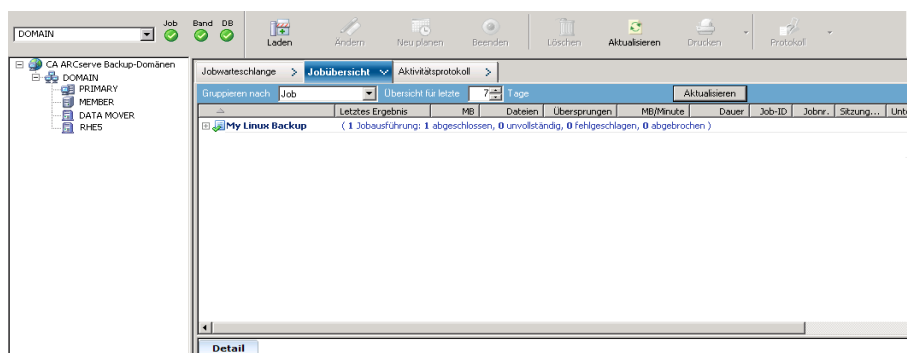 Job Band DB
DOMAIN
Laden Ändern Neu planen Beenden Löschen Aktualisieren Drucken Protokoll
CA ARCserve Backup-Domänen
DOMAIN
PRIMARY
MEMBER
DATA MOVER
RHE5
Jobwarteschlange > Jobübersicht Aktivitätsprotokoll >
Gruppieren nach Job Übersicht für letzte 7 Tage Aktualisieren
Letztes Ergebnis MB Dateien Übersprungen MB/Minute Dauer Job-ID Jobnr. Sitzung... Unt
My Linux Backup ( 1 Jobausführung: 1 abgeschlossen, 0 unvollständig, 0 fehlgeschlagen, 0 abgebrochen )
Detail